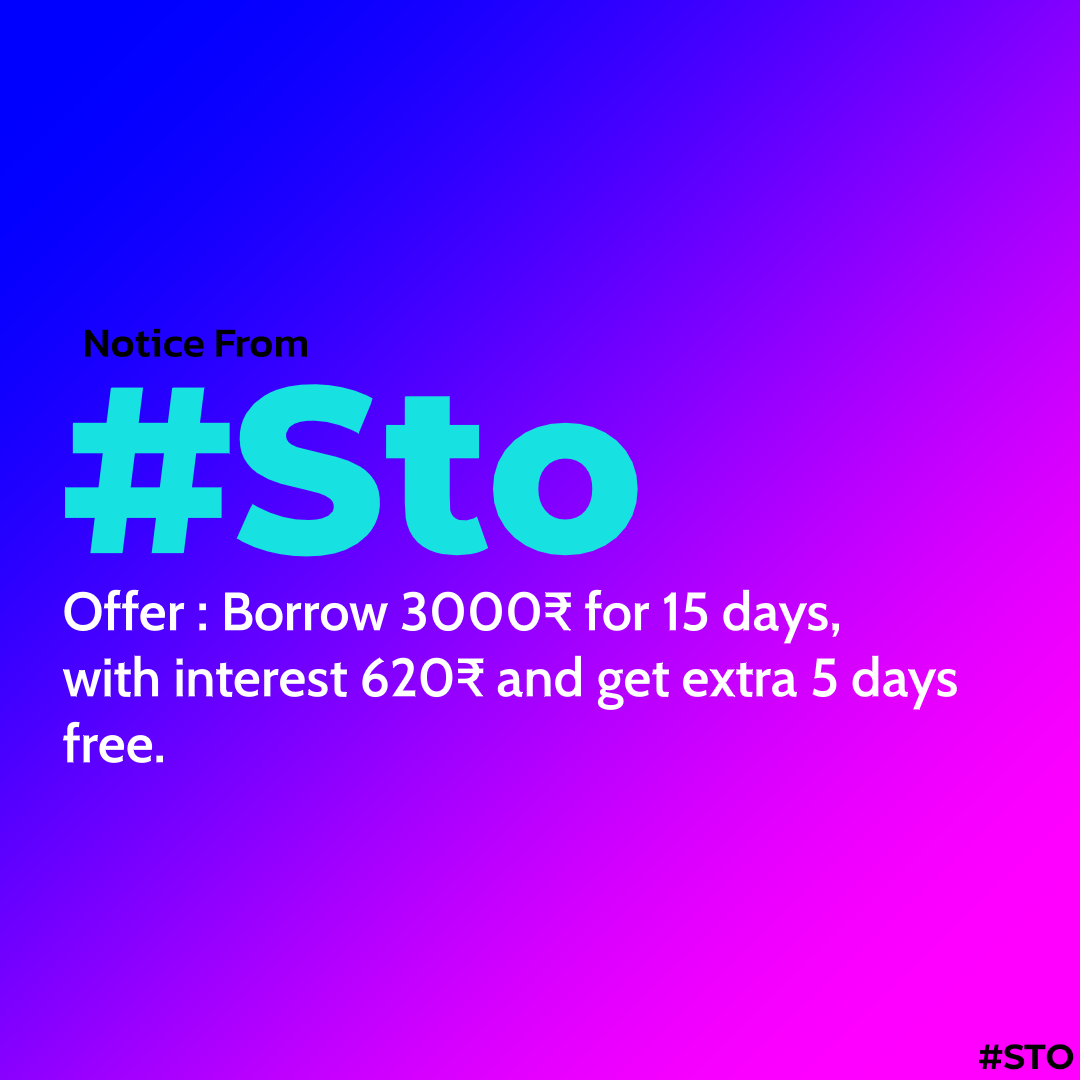 Notice From
#Sto
Offer : Borrow 3000₹ for 15 days,
with interest 620₹ and get extra 5 days
free.
#STO